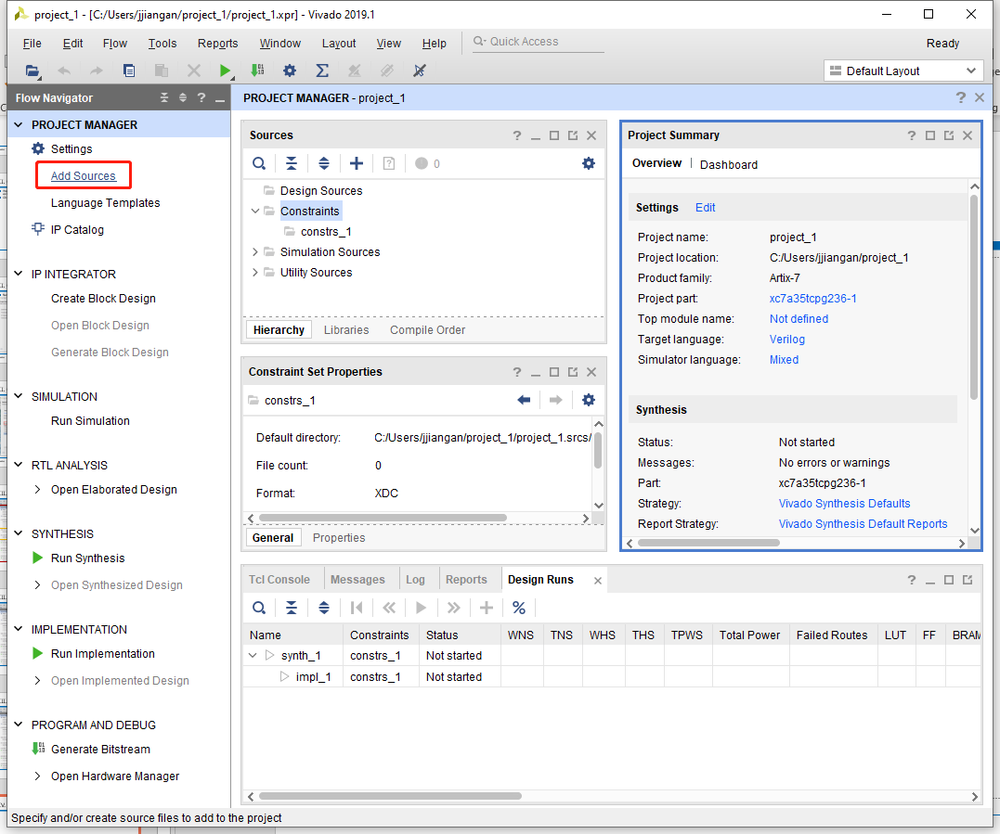 project_1 - [C:/Users/jjiangan/project_1/project_1.xpr] - Vivado 2019.1
File Edit Flow Tools Reports Window Layout View Help Quick Access Ready
Default Layout
Flow Navigator
PROJECT MANAGER
Settings
Add Sources
Language Templates
IP Catalog
IP INTEGRATOR
Create Block Design
Open Block Design
Generate Block Design
SIMULATION
Run Simulation
RTL ANALYSIS
Open Elaborated Design
SYNTHESIS
Run Synthesis
Open Synthesized Design
IMPLEMENTATION
Run Implementation
Open Implemented Design
PROGRAM AND DEBUG
Generate Bitstream
Open Hardware Manager
PROJECT MANAGER - project_1
Sources
0
Design Sources
Constraints
constrs_1
Simulation Sources
Utility Sources
Hierarchy Libraries Compile Order
Constraint Set Properties
constrs_1
Default directory: C:/Users/jjiangan/project_1/project_1.srcs/
File count: 0
Format: XDC
General Properties
Project Summary
Overview | Dashboard
Settings Edit
Project name: project_1
Project location: C:/Users/jjiangan/project_1
Product family: Artix-7
Project part: xc7a35tcpg236-1
Top module name: Not defined
Target language: Verilog
Simulator language: Mixed
Synthesis
Status: Not started
Messages: No errors or warnings
Part: xc7a35tcpg236-1
Strategy: Vivado Synthesis Defaults
Report Strategy: Vivado Synthesis Default Reports
Tcl Console Messages Log Reports Design Runs
Name Constraints Status WNS TNS WHS THS TPWS Total Power Failed Routes LUT FF BRAM
synth_1 constrs_1 Not started
impl_1 constrs_1 Not started
Specify and/or create source files to add to the project